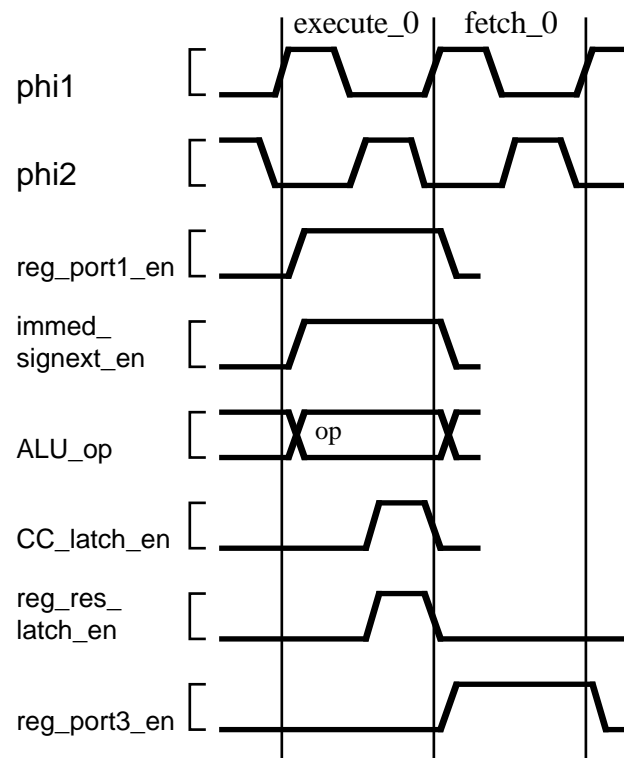 execute_0 fetch_0
phi1
phi2
reg_port1_en
immed_
signext_en
ALU_op
op
CC_latch_en
reg_res_
latch_en
reg_port3_en